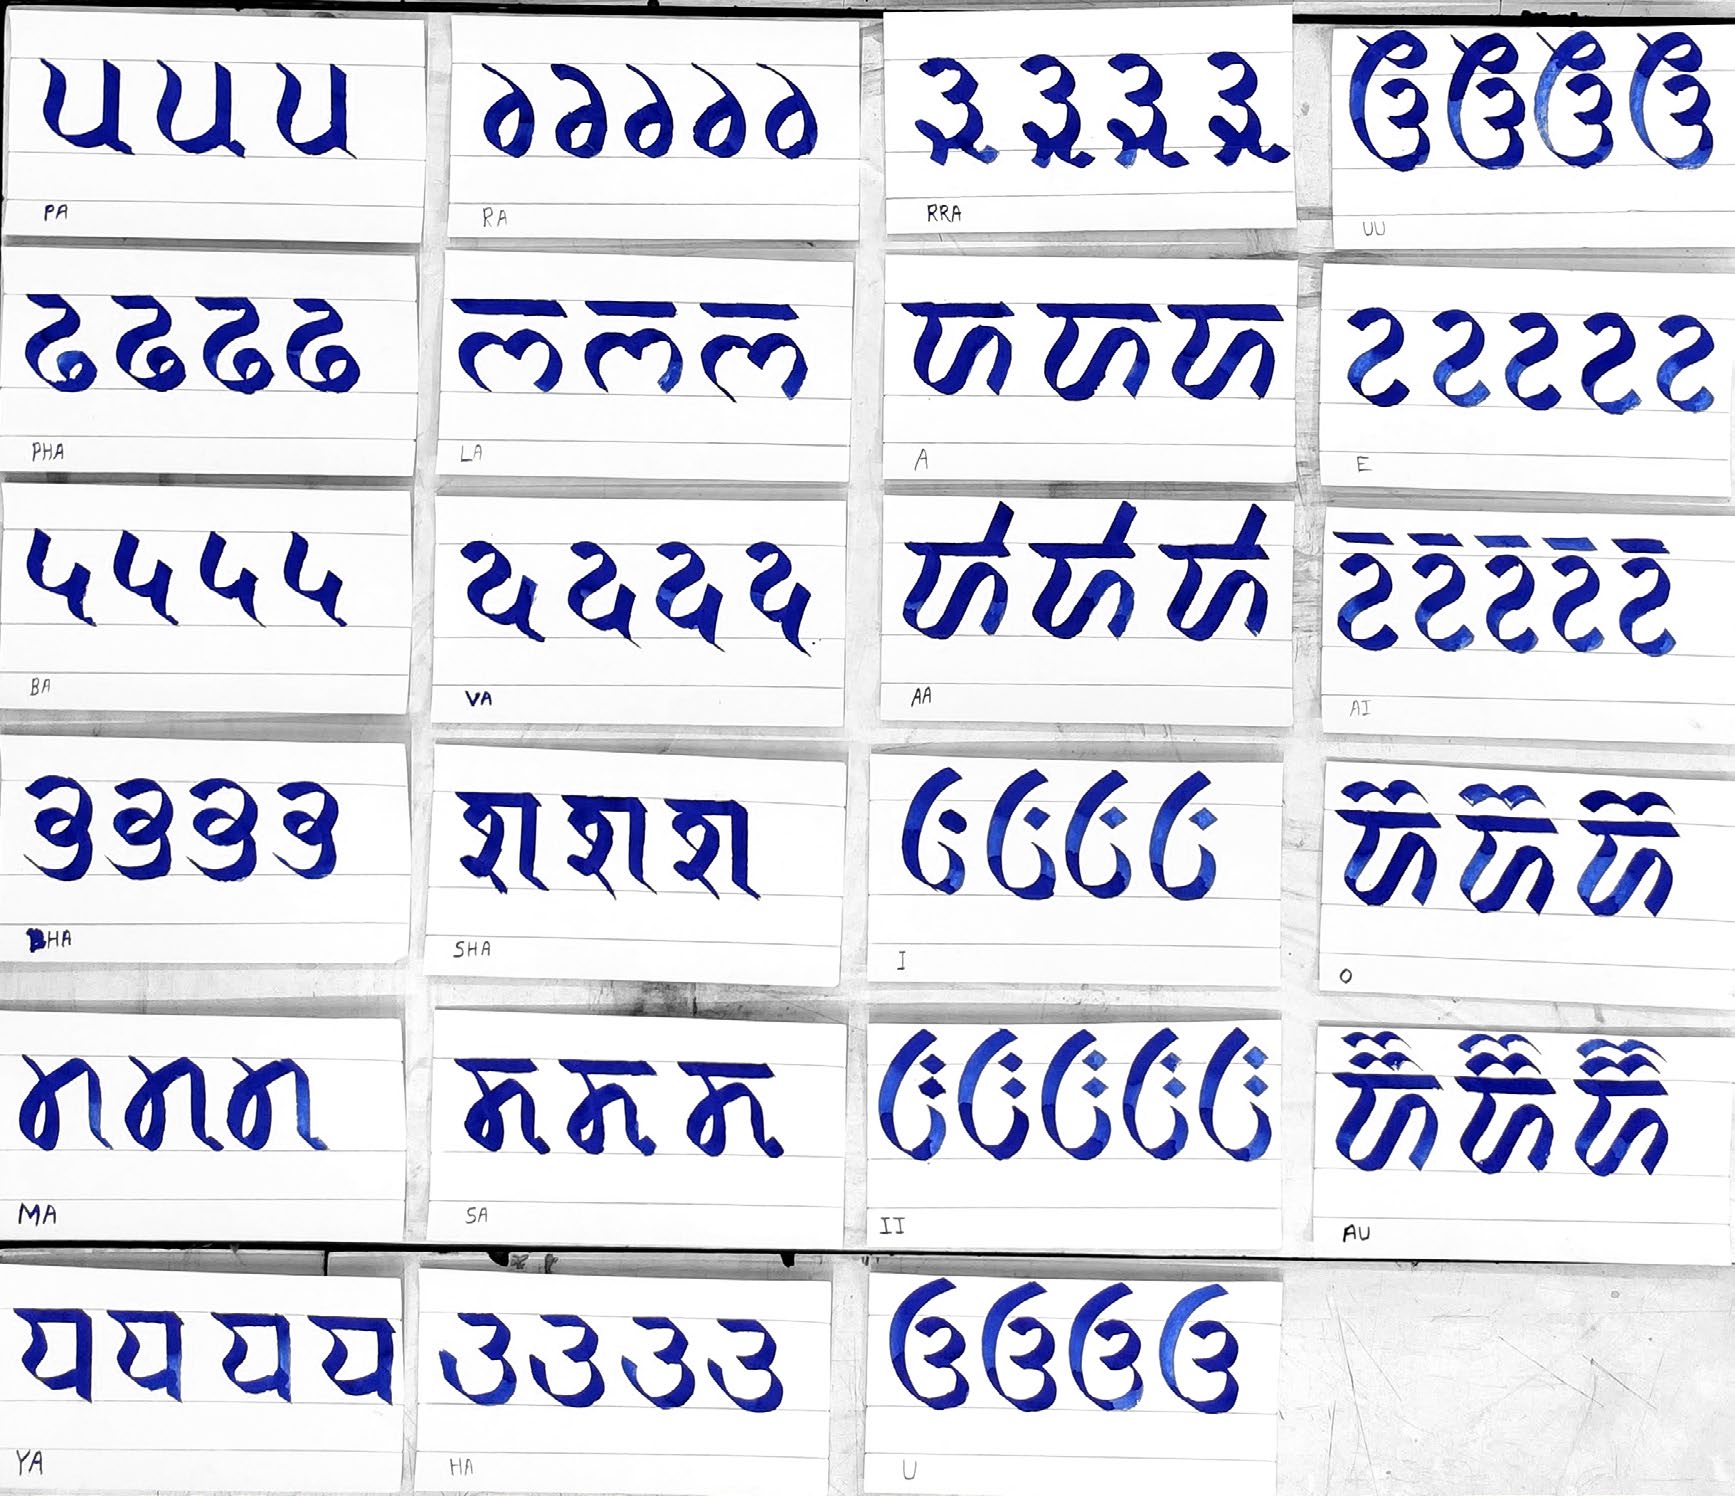 𑚞 𑚞 𑚞
PA
𑚤 𑚤 𑚤 𑚤 𑚤
RA
𑚪 𑚪 𑚪 𑚪
RRA
𑚅 𑚅 𑚅 𑚅
UU
𑚟 𑚟 𑚟 𑚟
PHA
𑚥 𑚥 𑚥
LA
𑚀 𑚀 𑚀
A
𑚆 𑚆 𑚆 𑚆 𑚆
E
𑚠 𑚠 𑚠 𑚠
BA
𑚦 𑚦 𑚦 𑚦
VA
𑚁 𑚁 𑚁
AA
𑚇 𑚇 𑚇 𑚇 𑚇
AI
𑚡 𑚡 𑚡 𑚡
BHA
𑚧 𑚧 𑚧
SHA
𑚂 𑚂 𑚂 𑚂
I
𑚈 𑚈 𑚈
O
𑚢 𑚢 𑚢
MA
𑚨 𑚨 𑚨
SA
𑚃 𑚃 𑚃 𑚃 𑚃
II
𑚉 𑚉 𑚉
AU
𑚣 𑚣 𑚣 𑚣
YA
𑚩 𑚩 𑚩 𑚩
HA
𑚄 𑚄 𑚄 𑚄
U